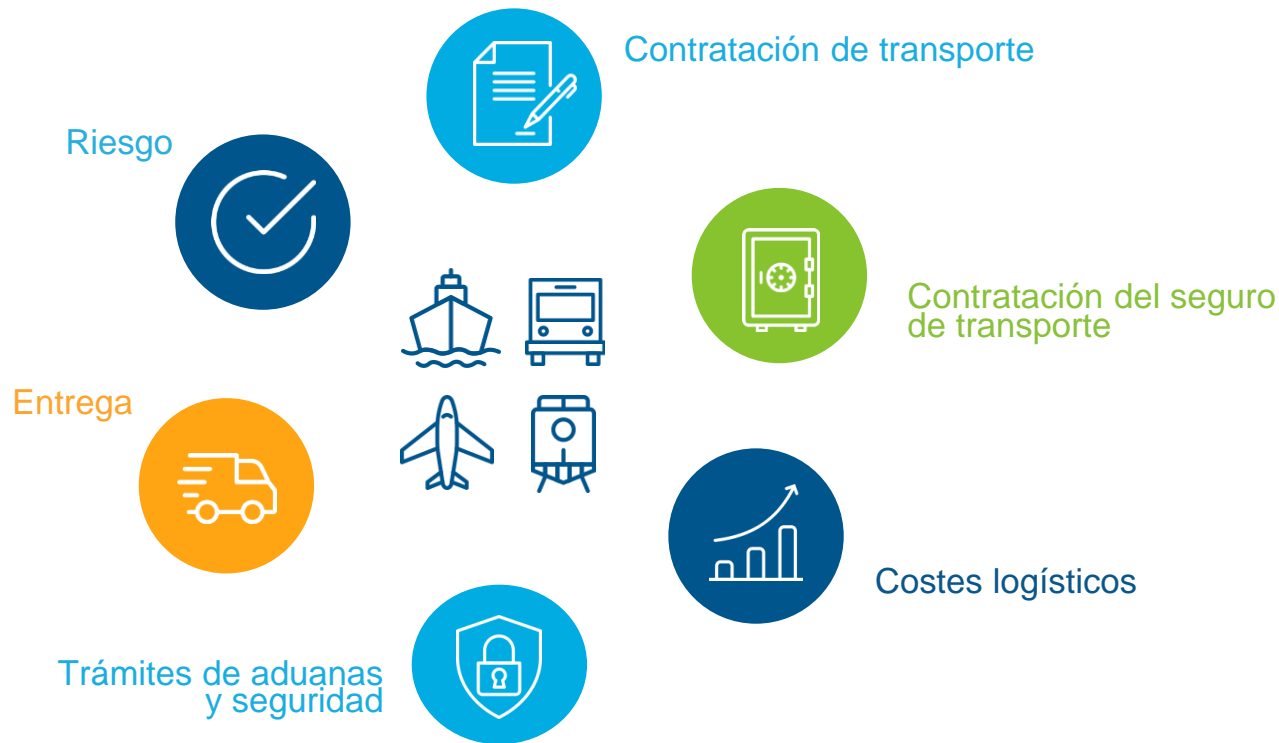 Contratación de transporte
Riesgo
Contratación del seguro
de transporte
Entrega
Costes logísticos
Trámites de aduanas
y seguridad